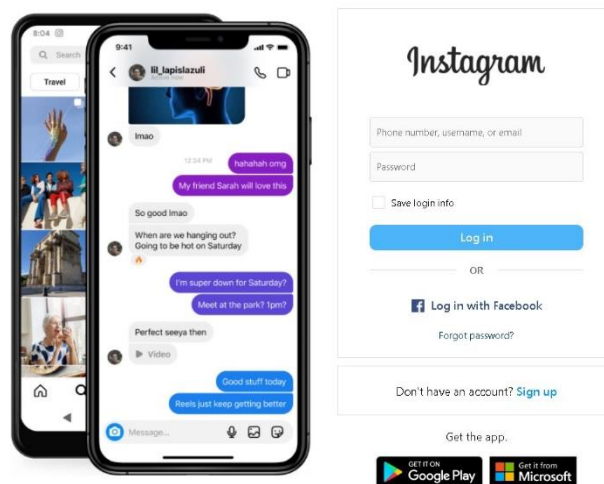 8:04
Search
Travel
9:41
lil_lapislazuli
Active now
lmao
12:34 PM
hahahah omg
My friend Sarah will love this
So good lmao
When are we hanging out?
Going to be hot on Saturday
I'm super down for Saturday?
Meet at the park? 1pm?
Perfect seeya then
Video
Good stuff today
Reels just keep getting better
Message...
Instagram
Phone number, username, or email
Password
Save login info
Log in
OR
Log in with Facebook
Forgot password?
Don't have an account? Sign up
Get the app.
GET IT ON
Google Play
Get it from
Microsoft